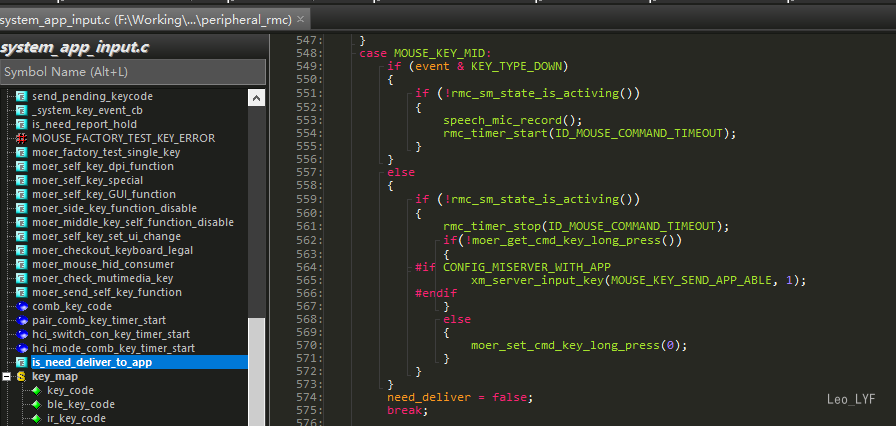 system_app_input.c (F:\Working\...\peripheral_rmc) ×
system_app_input.c
Symbol Name (Alt+L)
send_pending_keycode
_system_key_event_cb
is_need_report_hold
MOUSE_FACTORY_TEST_KEY_ERROR
moer_factory_test_single_key
moer_self_key_dpi_function
moer_self_key_special
moer_self_key_GUI_function
moer_side_key_function_disable
moer_middle_key_self_function_disable
moer_self_key_set_ui_change
moer_checkout_keyboard_legal
moer_mouse_hid_consumer
moer_check_mutimedia_key
moer_send_self_key_function
comb_key_code
pair_comb_key_timer_start
hci_switch_con_key_timer_start
hci_mode_comb_key_timer_start
is_need_deliver_to_app
key_map
key_code
ble_key_code
ir_key_code
547: }
548: case MOUSE_KEY_MID:
549: if (event & KEY_TYPE_DOWN)
550: {
551: if (!rmc_sm_state_is_activing())
552: {
553: speech_mic_record();
554: rmc_timer_start(ID_MOUSE_COMMAND_TIMEOUT);
555: }
556: }
557: else
558: {
559: if (!rmc_sm_state_is_activing())
560: {
561: rmc_timer_stop(ID_MOUSE_COMMAND_TIMEOUT);
562: if(!moer_get_cmd_key_long_press())
563: {
564: #if CONFIG_MISERVER_WITH_APP
565: xm_server_input_key(MOUSE_KEY_SEND_APP_ABLE, 1);
566: #endif
567: }
568: else
569: {
570: moer_set_cmd_key_long_press(0);
571: }
572: }
573: }
574: need_deliver = false;
575: break;
576:
Leo_LYF